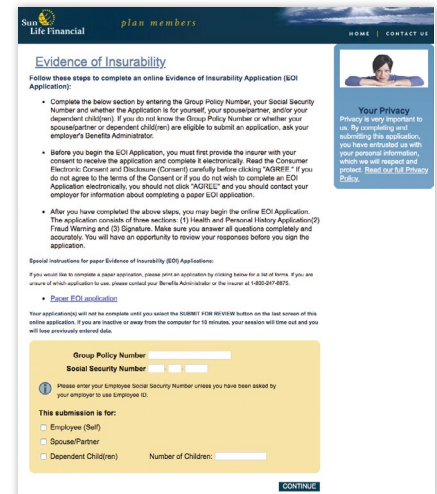 Sun
Life Financial
plan members
HOME | CONTACT US
Evidence of Insurability
Follow these steps to complete an online Evidence of Insurability Application (EOI
Application):
• Complete the below section by entering the Group Policy Number, your Social Security
Number and whether the Application is for yourself, your spouse/partner, and/or your
dependent child(ren). If you do not know the Group Policy Number or whether your
spouse/partner or dependent child(ren) are eligible to submit an application, ask your
employer's Benefits Administrator.
• Before you begin the EOI Application, you must first provide the insurer with your
consent to receive the application and complete it electronically. Read the Consumer
Electronic Consent and Disclosure (Consent) carefully before clicking "AGREE." If you
do not agree to the terms of the Consent or if you do not wish to complete an EOI
Application electronically, you should not click "AGREE" and you should contact your
employer for information about completing a paper EOI application.
• After you have completed the above steps, you may begin the online EOI Application.
The application consists of three sections: (1) Health and Personal History Application(2)
Fraud Warning and (3) Signature. Make sure you answer all questions completely and
accurately. You will have an opportunity to review your responses before you sign the
application.
Special instructions for paper Evidence of Insurability (EOI) Applications:
If you would like to complete a paper application, please print an application by clicking below for a list of forms. If you are
unsure of which application to use, please contact your Benefits Administrator or the insurer at 1-800-247-6875.
• Paper EOI application
Your application(s) will not be complete until you select the SUBMIT FOR REVIEW button on the last screen of this
online application. If you are inactive or away from the computer for 10 minutes, your session will time out and you
will lose previously entered data.
Group Policy Number
Social Security Number - -
Please enter your Employee Social Security Number unless you have been asked by
your employer to use Employee ID.
This submission is for:
Employee (Self)
Spouse/Partner
Dependent Child(ren) Number of Children:
CONTINUE
Your Privacy
Privacy is very important to
us. By completing and
submitting this application,
you have entrusted us with
your personal information,
which we will respect and
protect. Read our full Privacy
Policy.